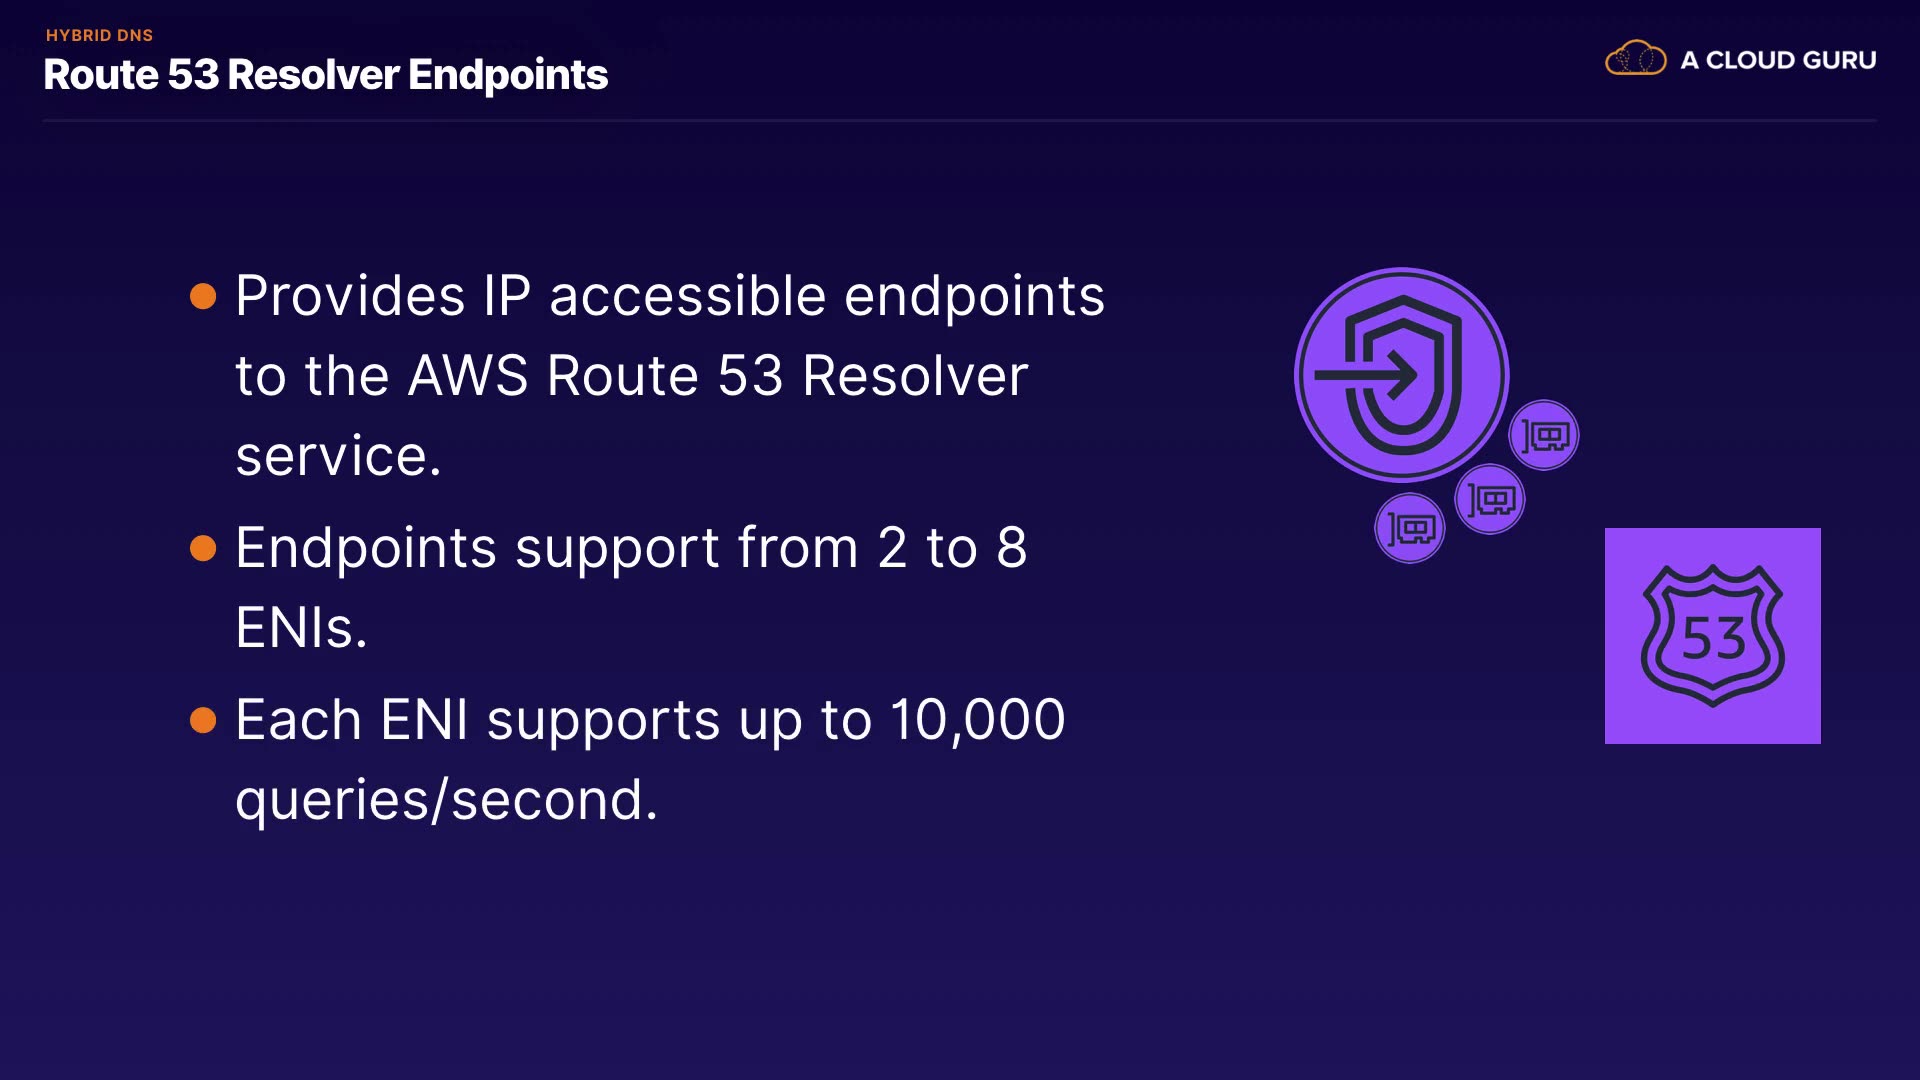 HYBRID DNS
Route 53 Resolver Endpoints
A CLOUD GURU
Provides IP accessible endpoints
to the AWS Route 53 Resolver
service.
Endpoints support from 2 to 8
ENIs.
Each ENI supports up to 10,000
queries/second.
53